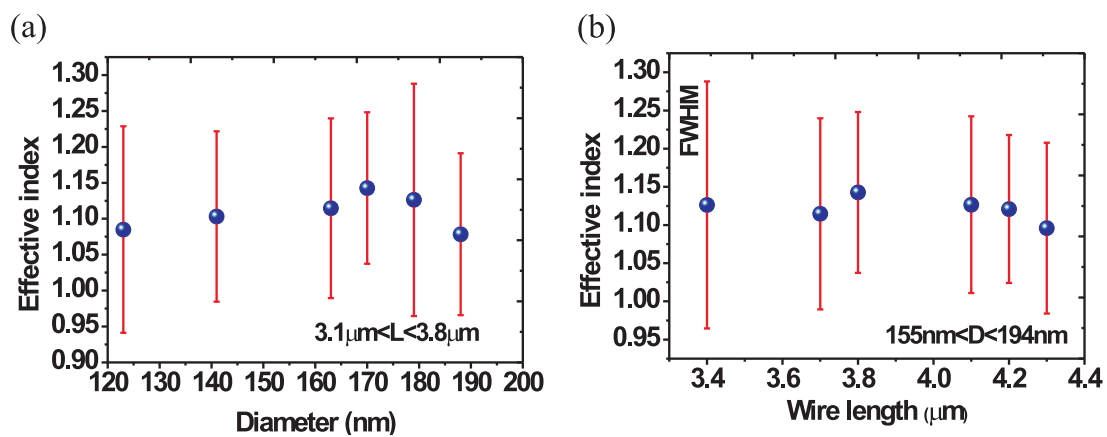 (a)
Effective index
1.30
1.25
1.20
1.15
1.10
1.05
1.00
0.95
0.90
3.1μm<L<3.8μm
120 130 140 150 160 170 180 190 200
Diameter (nm)
(b)
Effective index
1.30
1.25
1.20
1.15
1.10
1.05
1.00
0.95
FWHM
155nm<D<194nm
3.4 3.6 3.8 4.0 4.2 4.4
Wire length (μm)